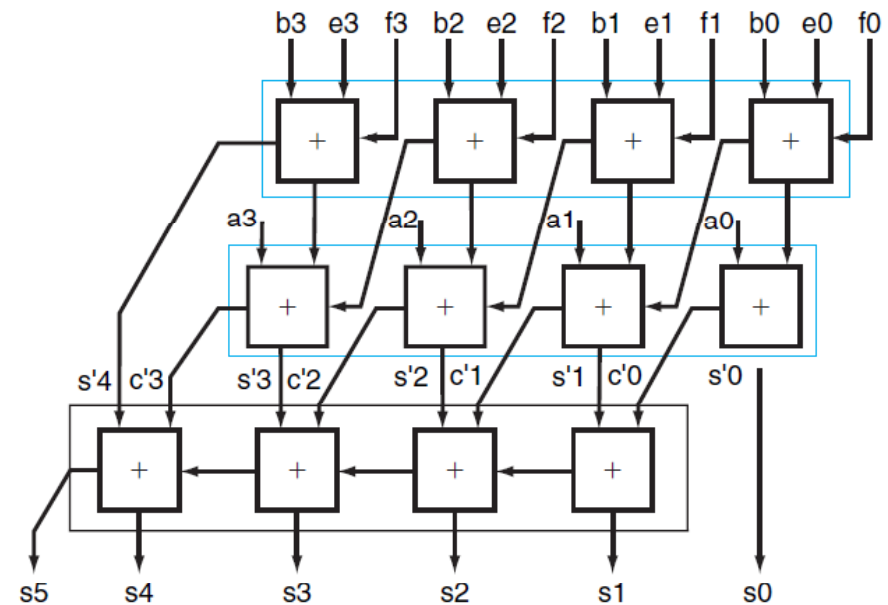 b3 e3 f3 b2 e2 f2 b1 e1 f1 b0 e0 f0
+ + + +
a3 a2 a1 a0
+ + + +
s'4 c'3 s'3 c'2 s'2 c'1 s'1 c'0 s'0
+ + + +
s5 s4 s3 s2 s1 s0